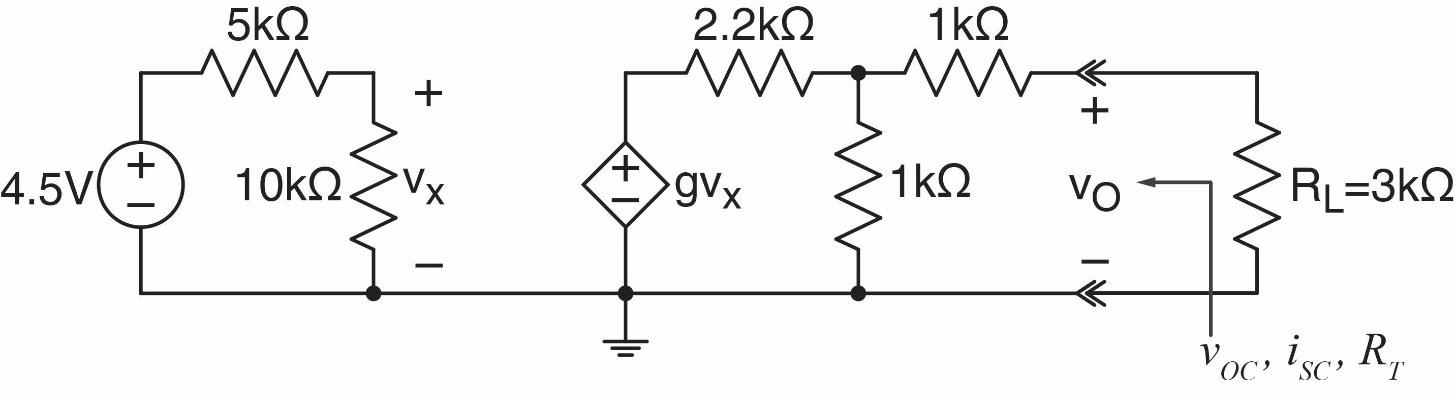 5kΩ 2.2kΩ 1kΩ
+ +
4.5V + − 10kΩ vx + − gvx 1kΩ vO RL=3kΩ
− −
vOC, iSC, RT